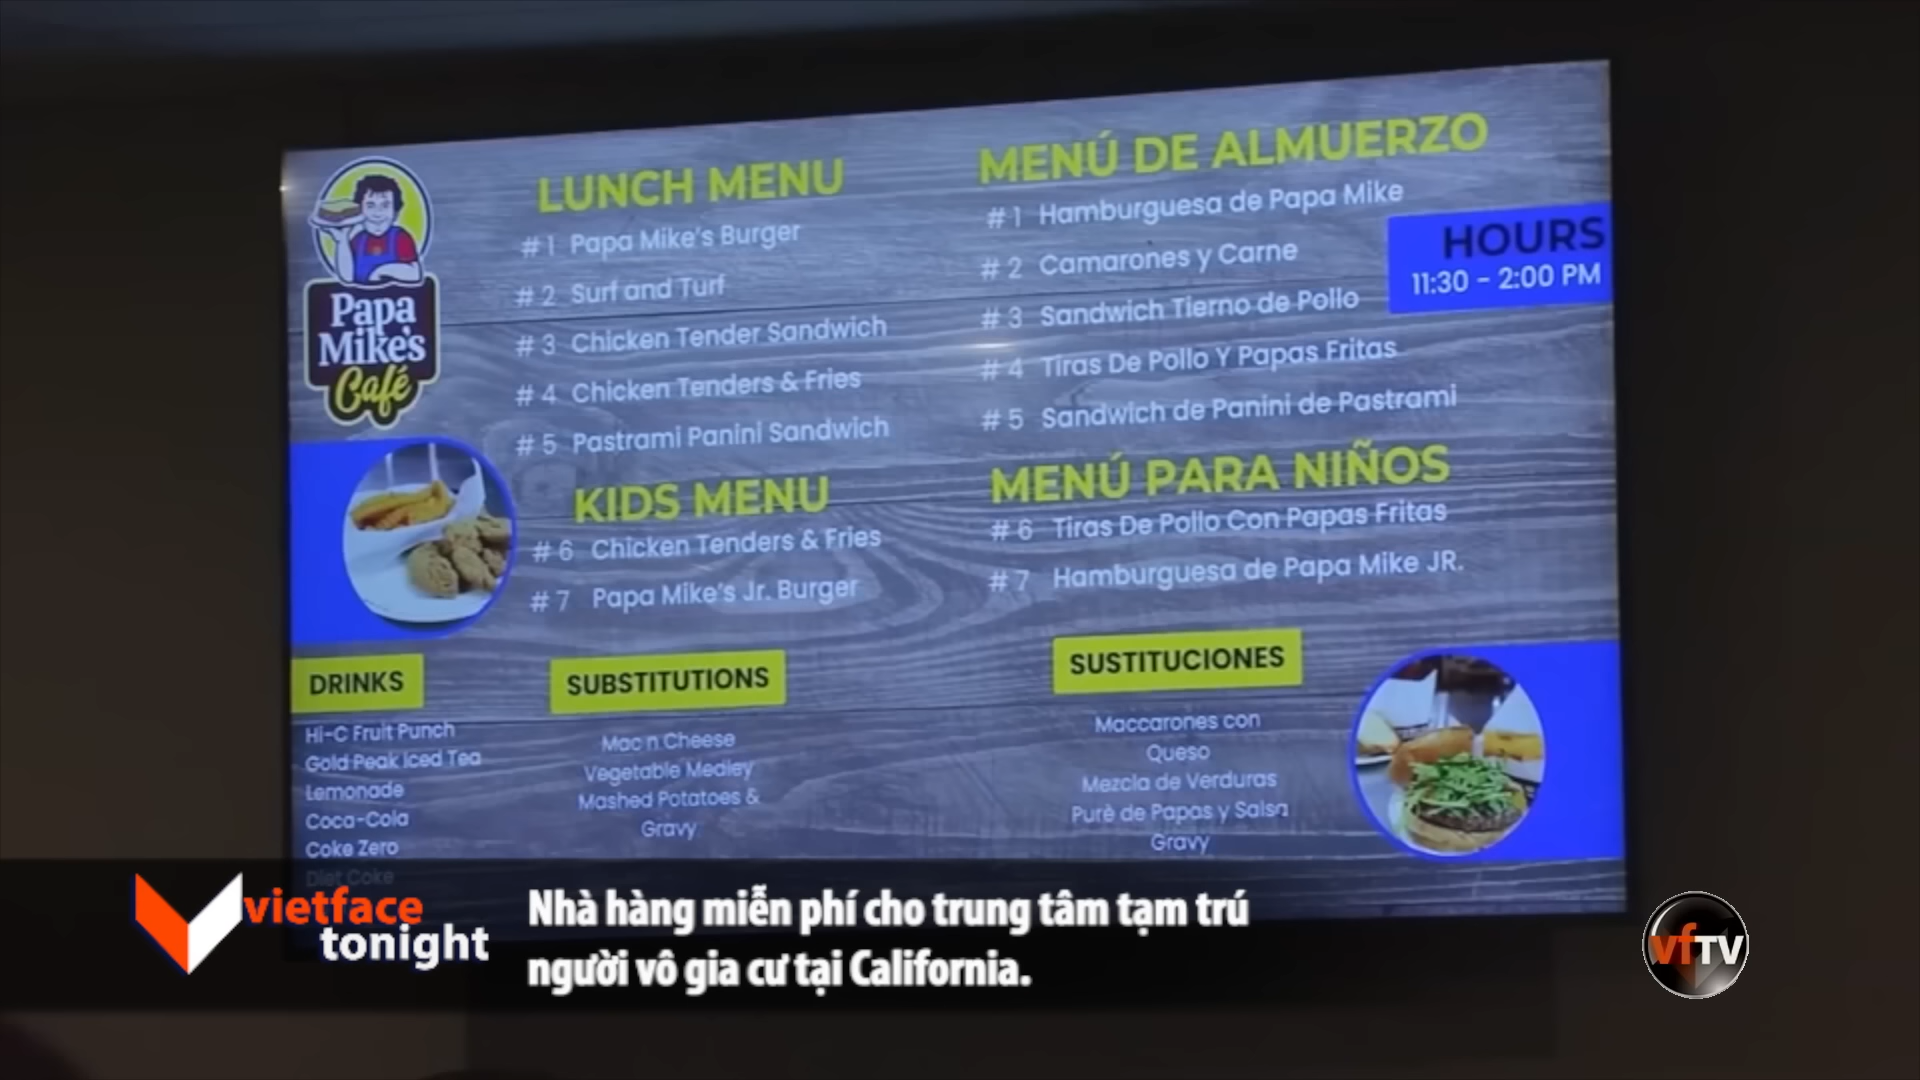 Papa
Mike's
Café
LUNCH MENU
# 1 Papa Mike's Burger
# 2 Surf and Turf
# 3 Chicken Tender Sandwich
# 4 Chicken Tenders & Fries
# 5 Pastrami Panini Sandwich
KIDS MENU
# 6 Chicken Tenders & Fries
# 7 Papa Mike's Jr. Burger
MENÚ DE ALMUERZO
# 1 Hamburguesa de Papa Mike
# 2 Camarones y Carne
# 3 Sandwich Tierno de Pollo
# 4 Tiras De Pollo Y Papas Fritas
# 5 Sandwich de Panini de Pastrami
MENÚ PARA NIÑOS
# 6 Tiras De Pollo Con Papas Fritas
# 7 Hamburguesa de Papa Mike JR.
HOURS
11:30 - 2:00 PM
DRINKS
Hi-C Fruit Punch
Gold Peak Iced Tea
Lemonade
Coca-Cola
Coke Zero
Diet Coke
SUBSTITUTIONS
Mac n Cheese
Vegetable Medley
Mashed Potatoes &
Gravy
SUSTITUCIONES
Maccarones con
Queso
Mezcla de Verduras
Purè de Papas y Salsa
Gravy
vietface
tonight
Nhà hàng miễn phí cho trung tâm tạm trú
người vô gia cư tại California.
vfTV